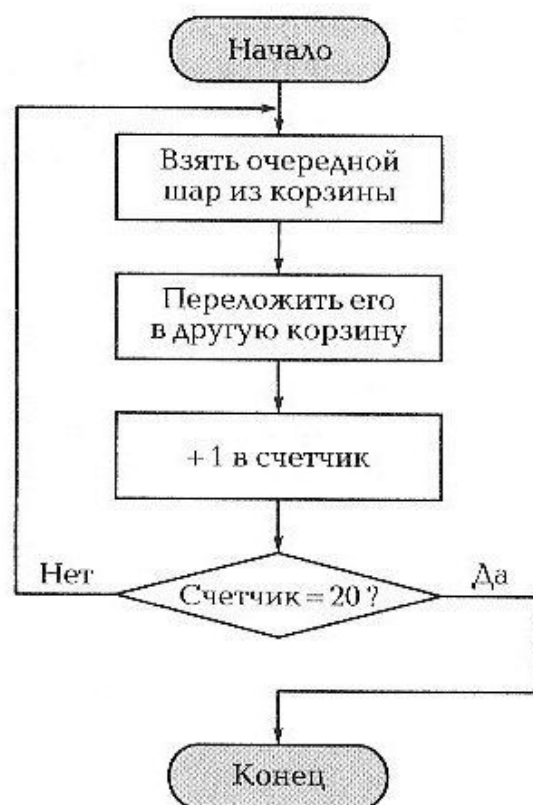 Начало
Взять очередной
шар из корзины
Переложить его
в другую корзину
+1 в счетчик
Нет
Счетчик = 20 ?
Да
Конец